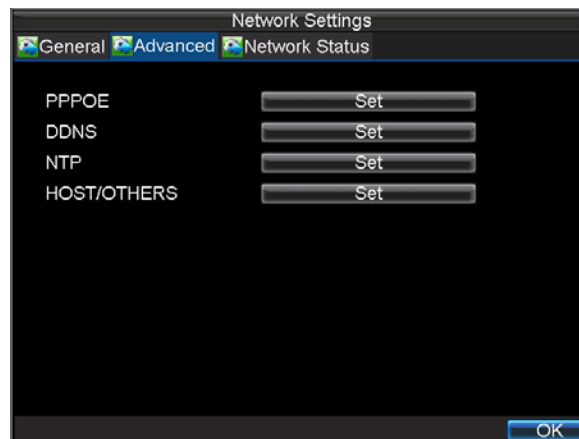 Network Settings
General Advanced Network Status
PPPOE Set
DDNS Set
NTP Set
HOST/OTHERS Set
OK